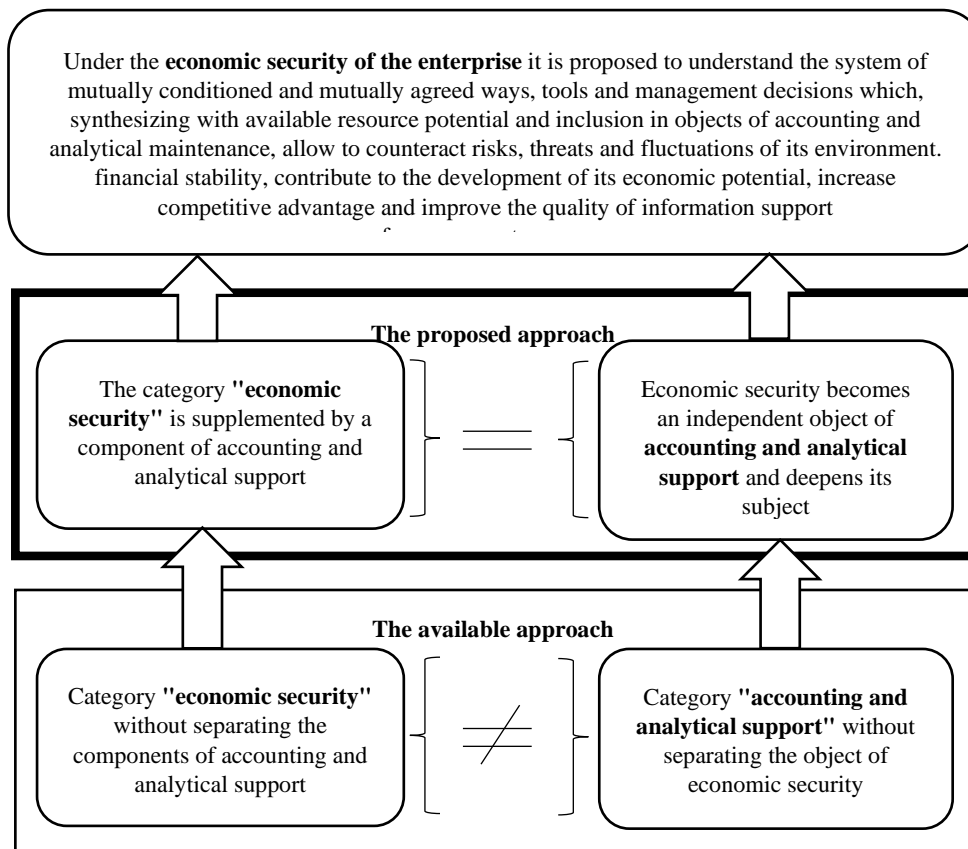 Under the economic security of the enterprise it is proposed to understand the system of
mutually conditioned and mutually agreed ways, tools and management decisions which,
synthesizing with available resource potential and inclusion in objects of accounting and
analytical maintenance, allow to counteract risks, threats and fluctuations of its environment.
financial stability, contribute to the development of its economic potential, increase
competitive advantage and improve the quality of information support
The proposed approach
The category "economic
security" is supplemented by a
component of accounting and
analytical support
=
Economic security becomes
an independent object of
accounting and analytical
support and deepens its
subject
The available approach
Category "economic security"
without separating the
components of accounting and
analytical support
≠
Category "accounting and
analytical support" without
separating the object of
economic security